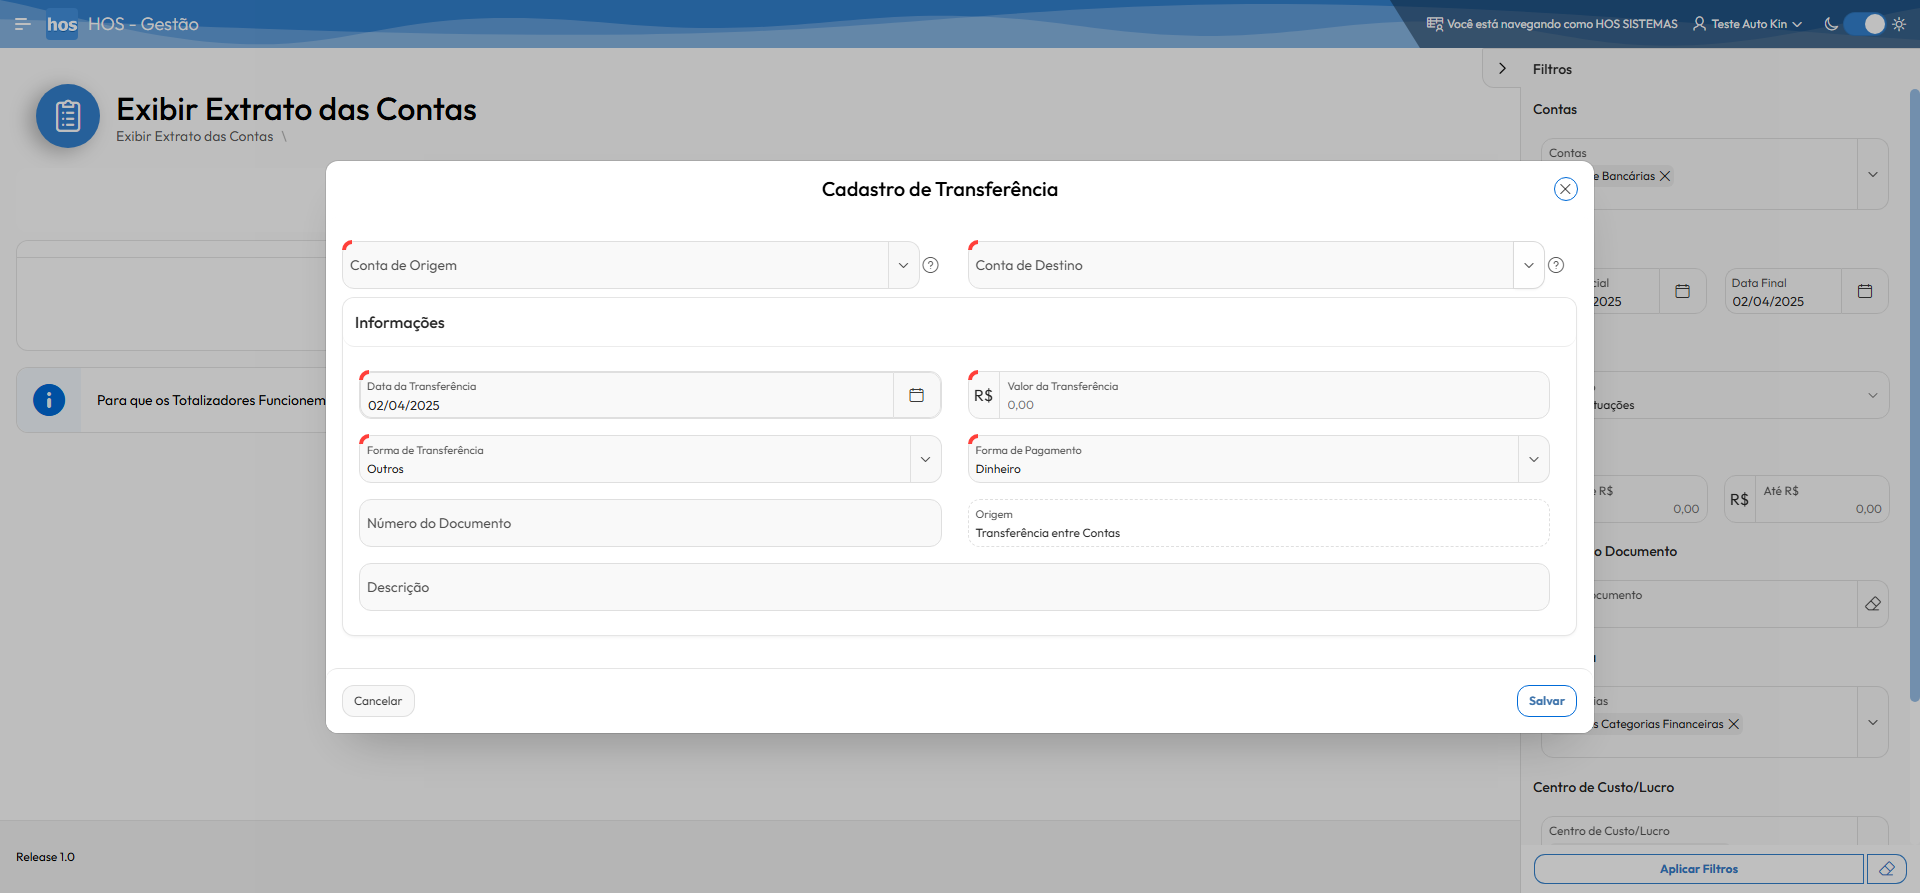 hos HOS - Gestão
Você está navegando como HOS SISTEMAS
Teste Auto Kin
Exibir Extrato das Contas
Exibir Extrato das Contas \
Para que os Totalizadores Funcionem
Release 1.0
Cadastro de Transferência
Conta de Origem
Conta de Destino
Informações
Data da Transferência
02/04/2025
R$
Valor da Transferência
0,00
Forma de Transferência
Outros
Forma de Pagamento
Dinheiro
Número do Documento
Origem
Transferência entre Contas
Descrição
Cancelar
Salvar
Filtros
Contas
Contas
e Bancárias
cial
2025
Data Final
02/04/2025
tuações
R$
0,00
R$
Até R$
0,00
o Documento
ocumento
ias
s Categorias Financeiras
Centro de Custo/Lucro
Centro de Custo/Lucro
Aplicar Filtros